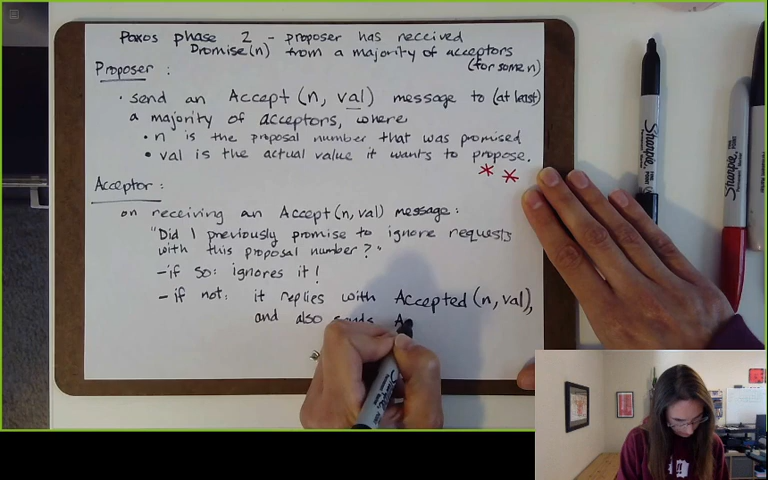 Paxos phase 2 - proposer has received
Promise(n) from a majority of acceptors
(for some n)
Proposer :
• send an Accept (n, val) message to (at least)
a majority of acceptors, where
• n is the proposal number that was promised
• val is the actual value it wants to propose.
* *
Acceptor :
on receiving an Accept(n, val) message :
"Did I previously promise to ignore requests
with this proposal number?"
- if so: ignores it!
- if not: it replies with Accepted (n, val),
and also sends A
Sharpie
Sharpie